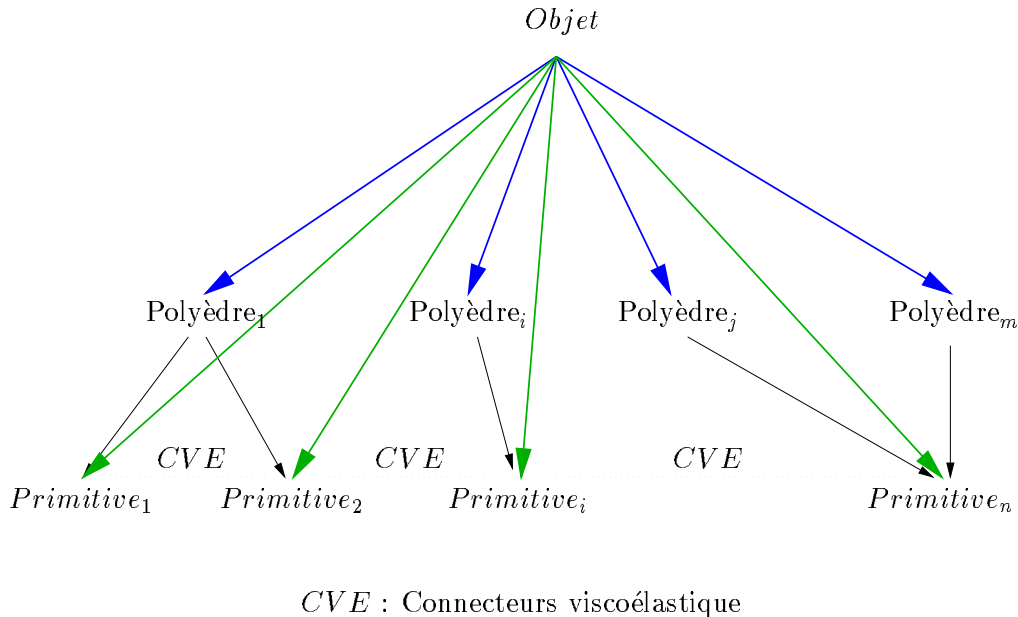 Objet
Polyèdre1 Polyèdrei Polyèdrej Polyèdrem
CVE CVE CVE
Primitive1 Primitive2 Primitivei Primitiven
CVE : Connecteurs viscoélastique